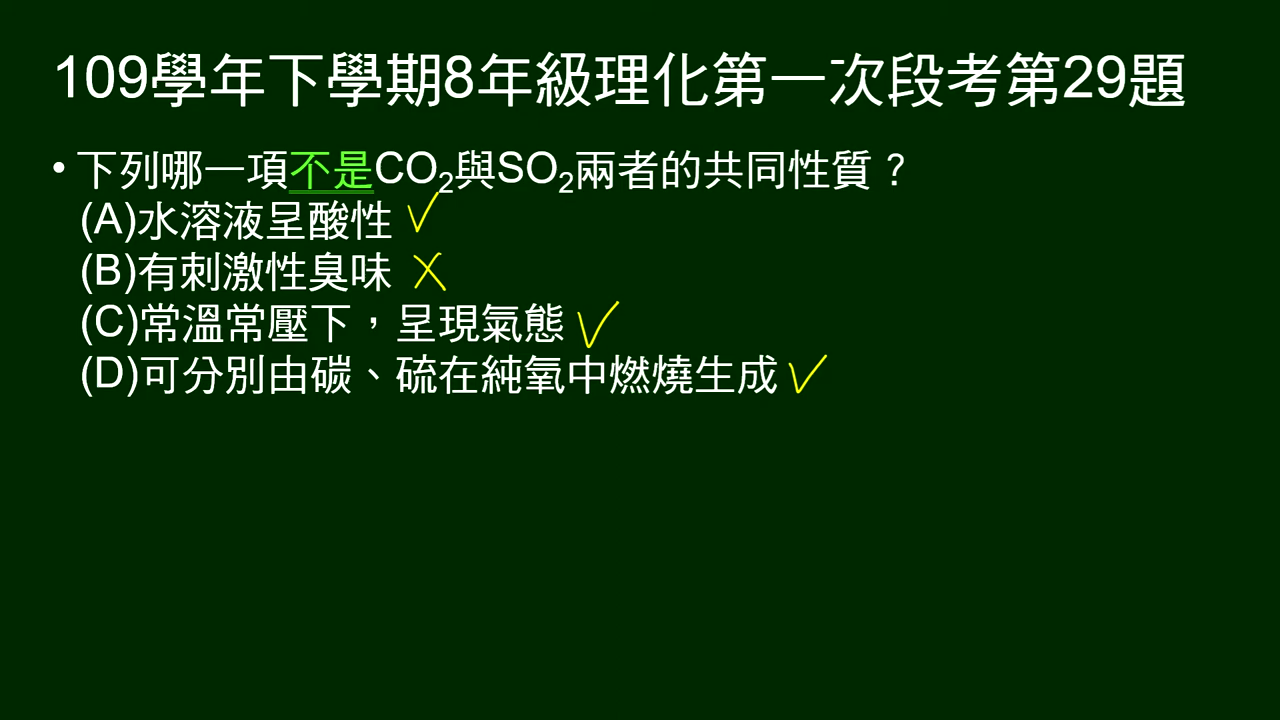 109學年下學期8年級理化第一次段考第29題
• 下列哪一項不是CO₂與SO₂兩者的共同性質？
(A)水溶液呈酸性 ✓
(B)有刺激性臭味 ✗
(C)常溫常壓下，呈現氣態 ✓
(D)可分別由碳、硫在純氧中燃燒生成 ✓